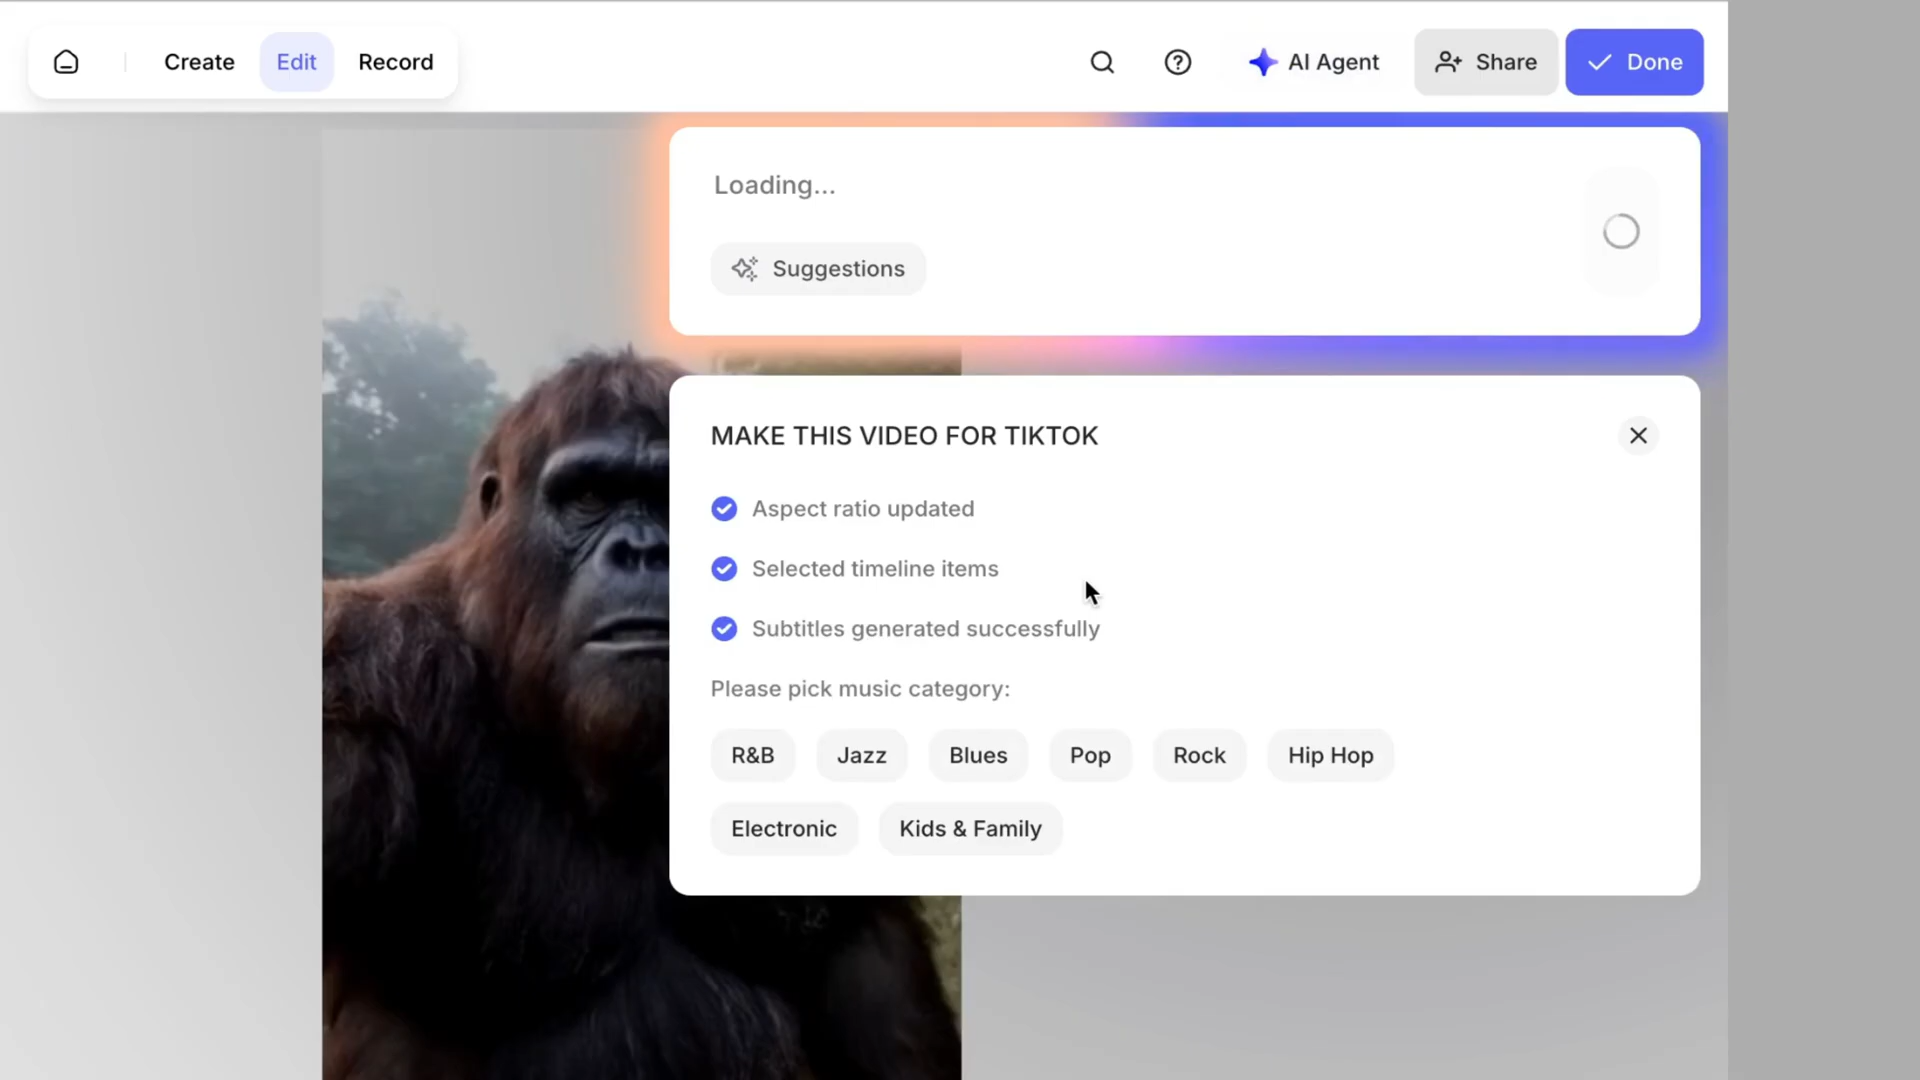 Create Edit Record AI Agent Share Done
Loading...
Suggestions
MAKE THIS VIDEO FOR TIKTOK
Aspect ratio updated
Selected timeline items
Subtitles generated successfully
Please pick music category:
R&B Jazz Blues Pop Rock Hip Hop
Electronic Kids & Family